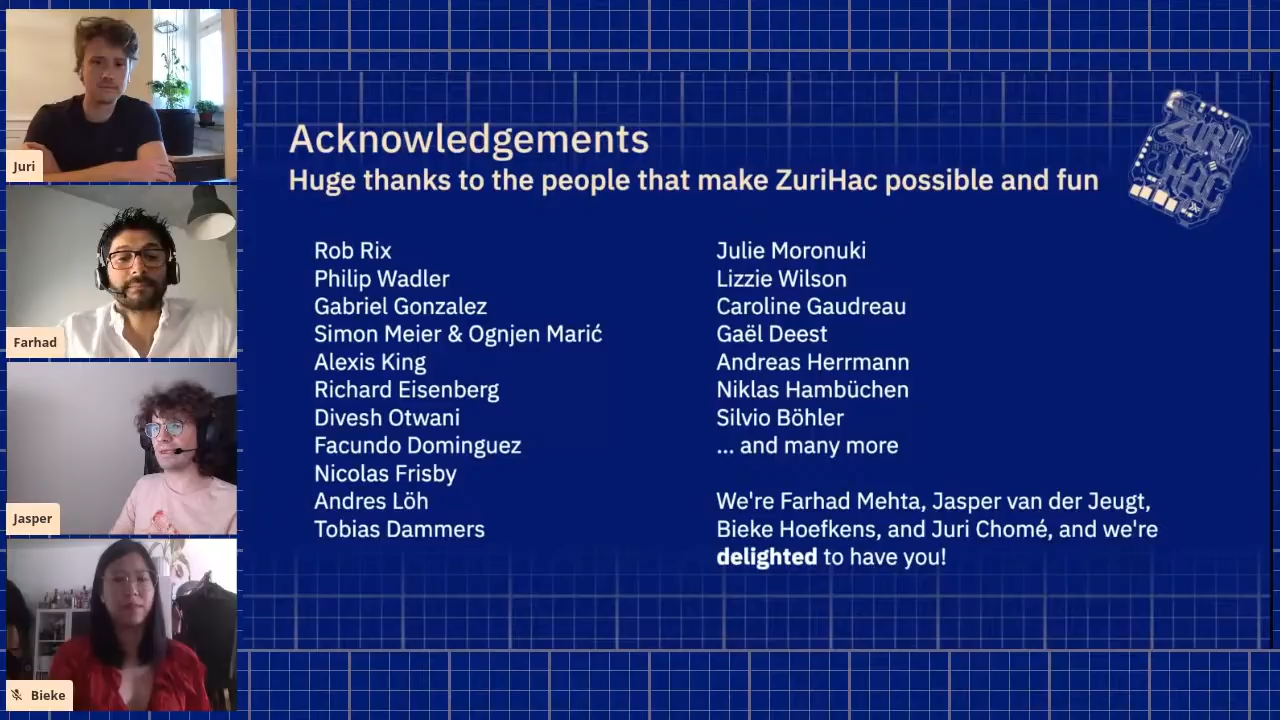 Juri
Farhad
Jasper
Bieke
Acknowledgements
Huge thanks to the people that make ZuriHac possible and fun
ZURI
HAC
Rob Rix
Philip Wadler
Gabriel Gonzalez
Simon Meier & Ognjen Marić
Alexis King
Richard Eisenberg
Divesh Otwani
Facundo Dominguez
Nicolas Frisby
Andres Löh
Tobias Dammers
Julie Moronuki
Lizzie Wilson
Caroline Gaudreau
Gaël Deest
Andreas Herrmann
Niklas Hambüchen
Silvio Böhler
... and many more
We're Farhad Mehta, Jasper van der Jeugt,
Bieke Hoefkens, and Juri Chomé, and we're
delighted to have you!